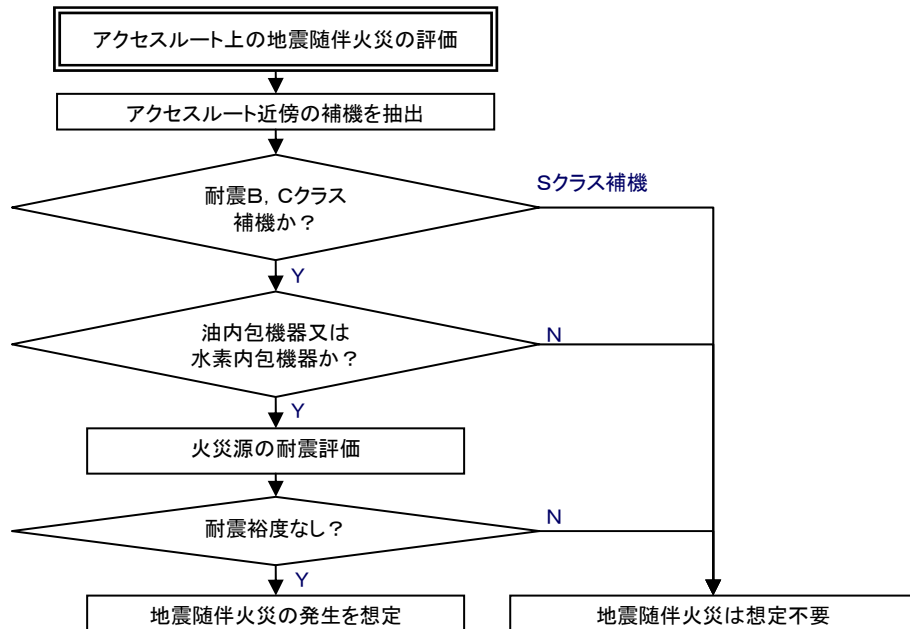 アクセスルート上の地震随伴火災の評価
アクセスルート近傍の補機を抽出
耐震B,Cクラス
補機か?
Sクラス補機
Y
油内包機器又は
水素内包機器か?
N
Y
火災源の耐震評価
耐震裕度なし?
N
Y
地震随伴火災の発生を想定
地震随伴火災は想定不要